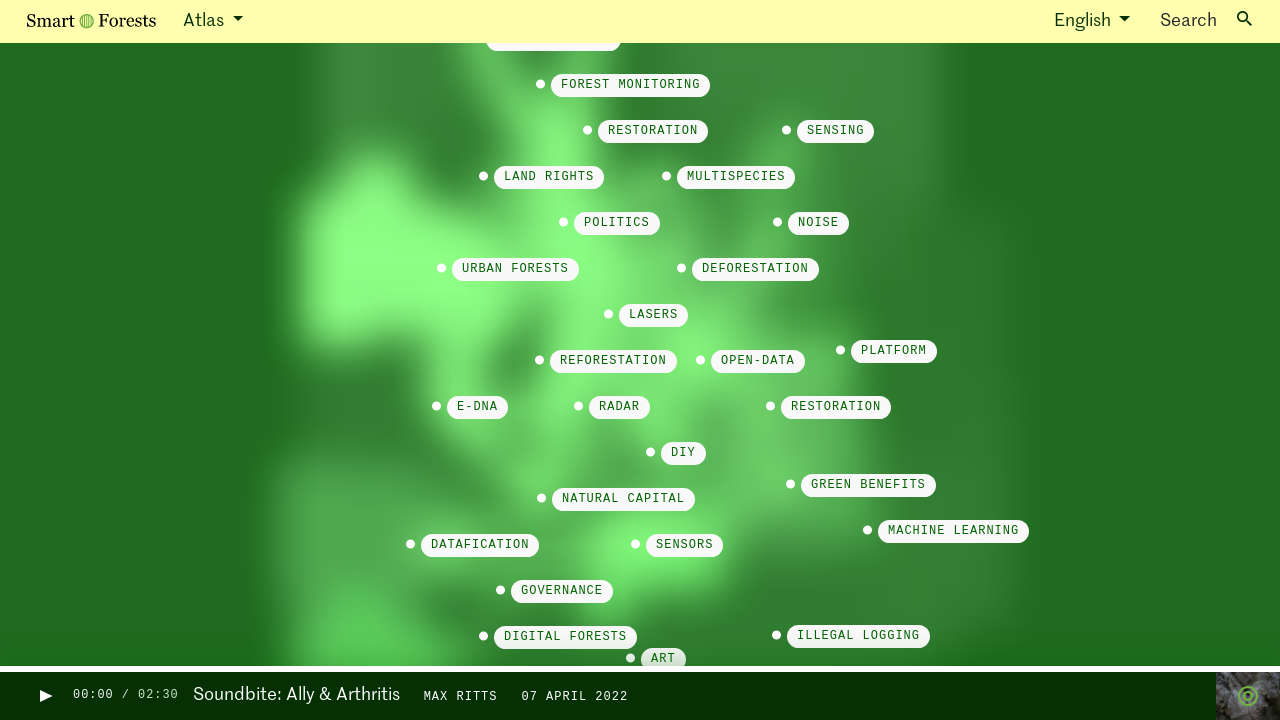 Smart Forests
Atlas
English
Search
FOREST MONITORING
RESTORATION
SENSING
LAND RIGHTS
MULTISPECIES
POLITICS
NOISE
URBAN FORESTS
DEFORESTATION
LASERS
PLATFORM
REFORESTATION
OPEN-DATA
E-DNA
RADAR
RESTORATION
DIY
GREEN BENEFITS
NATURAL CAPITAL
MACHINE LEARNING
DATAFICATION
SENSORS
GOVERNANCE
DIGITAL FORESTS
ILLEGAL LOGGING
ART
00:00 / 02:30 Soundbite: Ally & Arthritis MAX RITTS 07 APRIL 2022